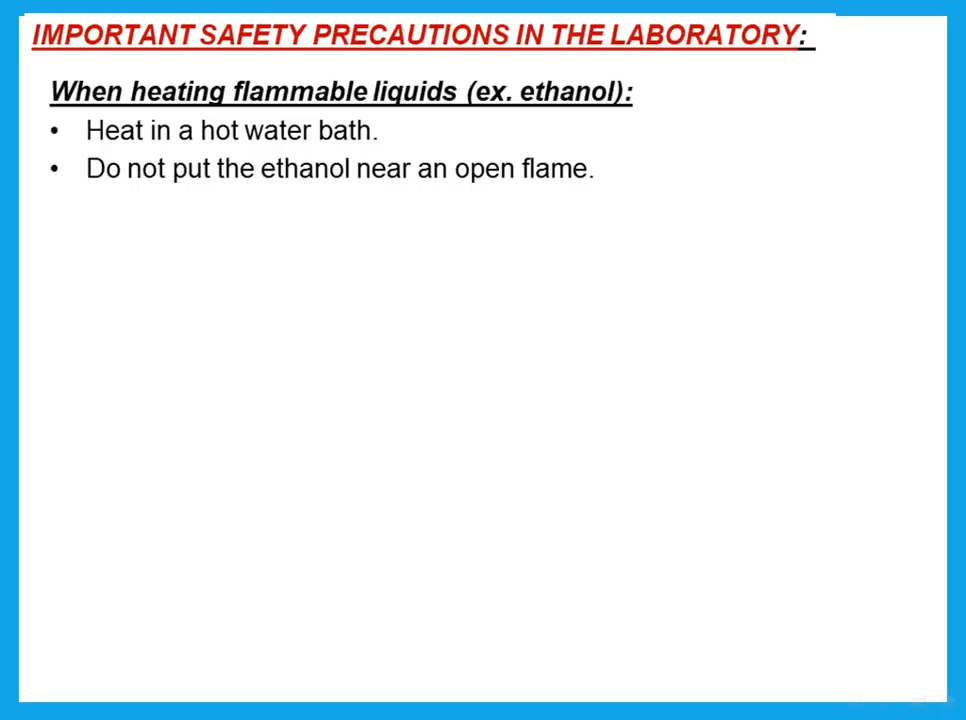 IMPORTANT SAFETY PRECAUTIONS IN THE LABORATORY:
When heating flammable liquids (ex. ethanol):
• Heat in a hot water bath.
• Do not put the ethanol near an open flame.